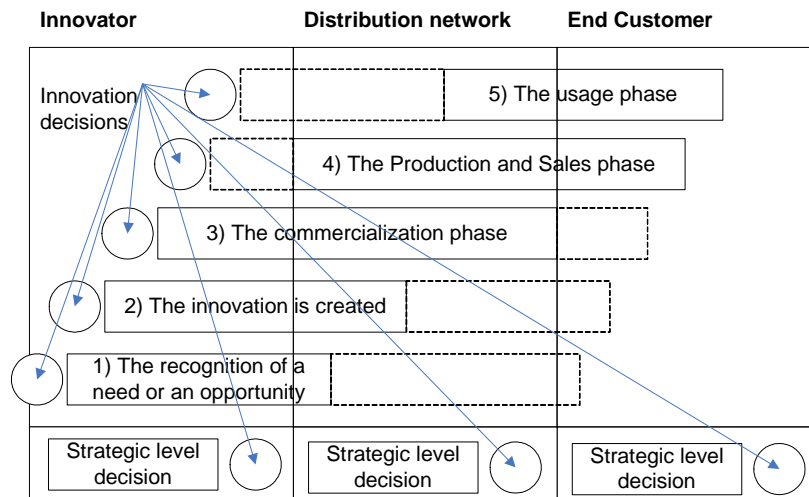 Innovator
Distribution network
End Customer
Innovation
decisions
5) The usage phase
4) The Production and Sales phase
3) The commercialization phase
2) The innovation is created
1) The recognition of a
need or an opportunity
Strategic level
decision
Strategic level
decision
Strategic level
decision